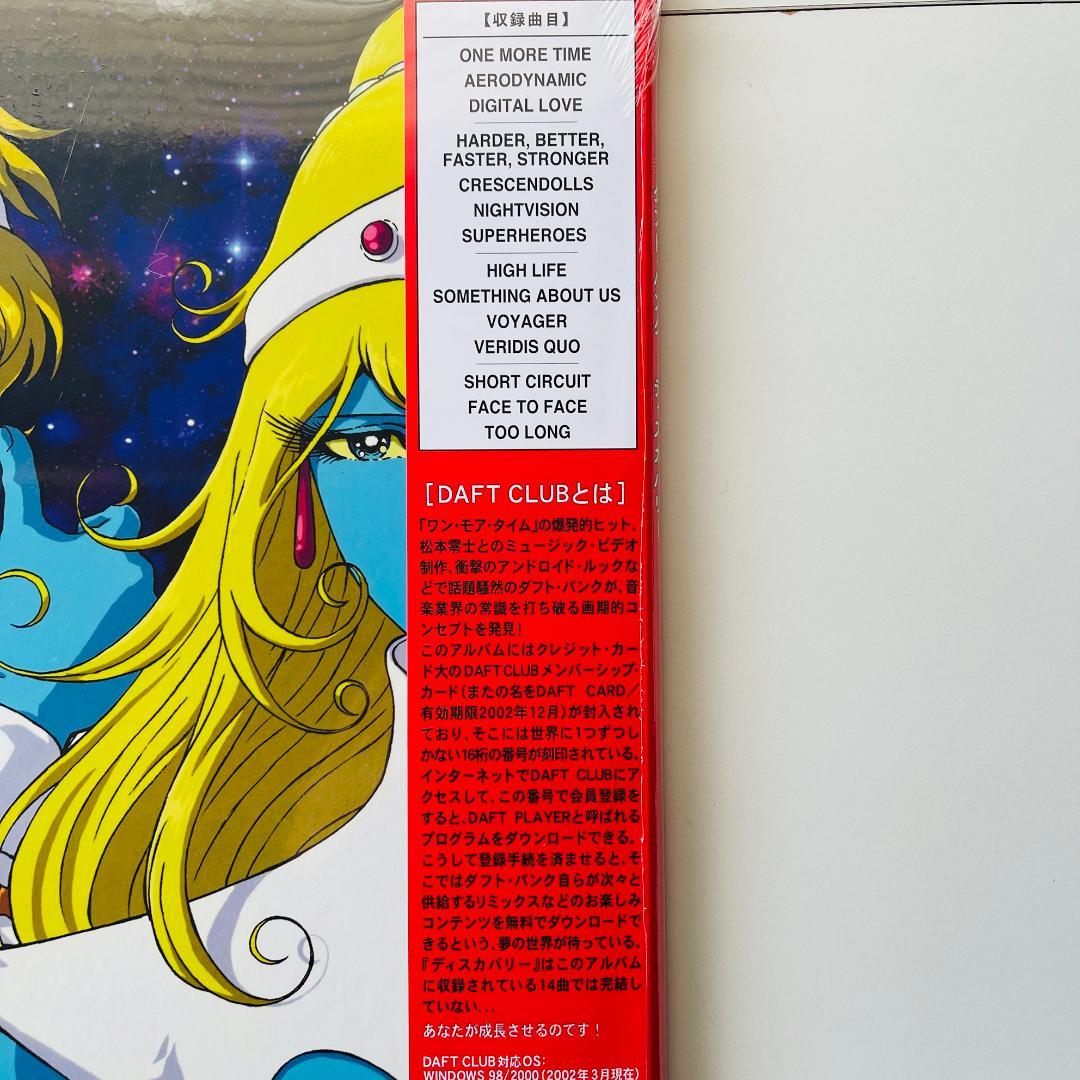 【収録曲目】
ONE MORE TIME
AERODYNAMIC
DIGITAL LOVE
HARDER, BETTER,
FASTER, STRONGER
CRESCENDOLLS
NIGHTVISION
SUPERHEROES
HIGH LIFE
SOMETHING ABOUT US
VOYAGER
VERIDIS QUO
SHORT CIRCUIT
FACE TO FACE
TOO LONG
[DAFT CLUBとは]
「ワン・モア・タイム」の爆発的ヒット、
松本零士とのミュージック・ビデオ
制作、衝撃のアンドロイド・ルックな
どで話題騒然のダフト・パンクが、音
楽業界の常識を打ち破る画期的コ
ンセプトを発見!
このアルバムにはクレジット・カー
ド大のDAFT CLUBメンバーシップ・
カード(またの名をDAFT CARD/
有効期限2002年12月)が封入され
ており、そこには世界に1つずつし
かない16桁の番号が刻印されている。
インターネットでDAFT CLUBにア
クセスして、この番号で会員登録を
すると、DAFT PLAYERと呼ばれる
プログラムをダウンロードできる。
こうして登録手続を済ませると、そ
こではダフト・パンク自らが次々と
供給するリミックスなどのお楽しみ
コンテンツを無料でダウンロードで
きるという、夢の世界が待っている。
『ディスカバリー』はこのアルバム
に収録されている14曲では完結し
ていない...
あなたが成長させるのです!
DAFT CLUB対応OS:
WINDOWS 98/2000(2002年3月現在)